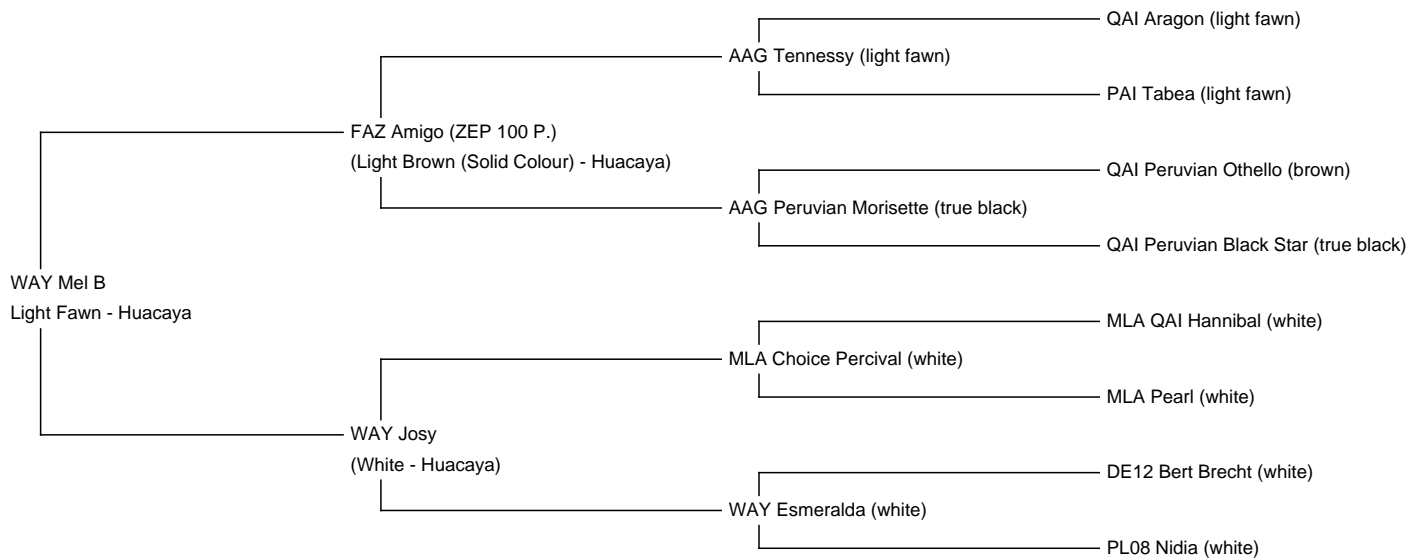 QAI Aragon (light fawn)
AAG Tennessy (light fawn)
PAI Tabea (light fawn)
FAZ Amigo (ZEP 100 P.)
(Light Brown (Solid Colour) - Huacaya)
QAI Peruvian Othello (brown)
AAG Peruvian Morisette (true black)
QAI Peruvian Black Star (true black)
WAY Mel B
Light Fawn - Huacaya
MLA QAI Hannibal (white)
MLA Choice Percival (white)
MLA Pearl (white)
WAY Josy
(White - Huacaya)
DE12 Bert Brecht (white)
WAY Esmeralda (white)
PL08 Nidia (white)